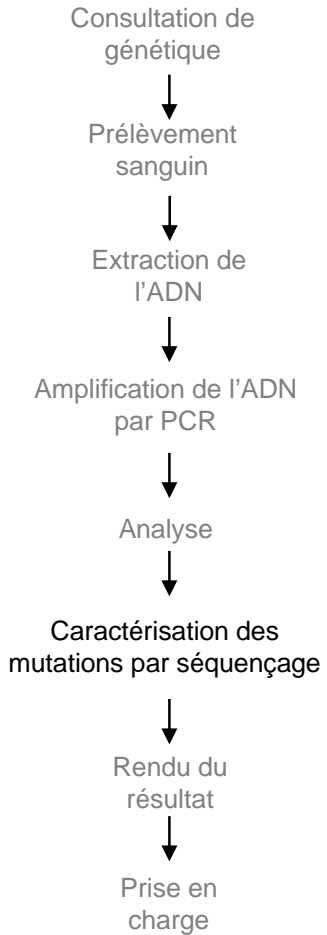 Consultation de
génétique
Prélèvement
sanguin
Extraction de
l'ADN
Amplification de l'ADN
par PCR
Analyse
Caractérisation des
mutations par séquençage
Rendu du
résultat
Prise en
charge